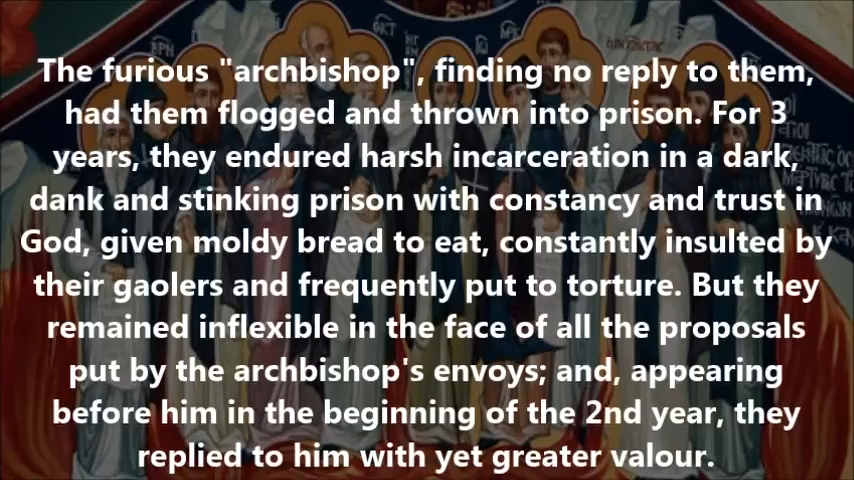 The furious "archbishop", finding no reply to them,
had them flogged and thrown into prison. For 3
years, they endured harsh incarceration in a dark,
dank and stinking prison with constancy and trust in
God, given moldy bread to eat, constantly insulted by
their gaolers and frequently put to torture. But they
remained inflexible in the face of all the proposals
put by the archbishop's envoys; and, appearing
before him in the beginning of the 2nd year, they
replied to him with yet greater valour.